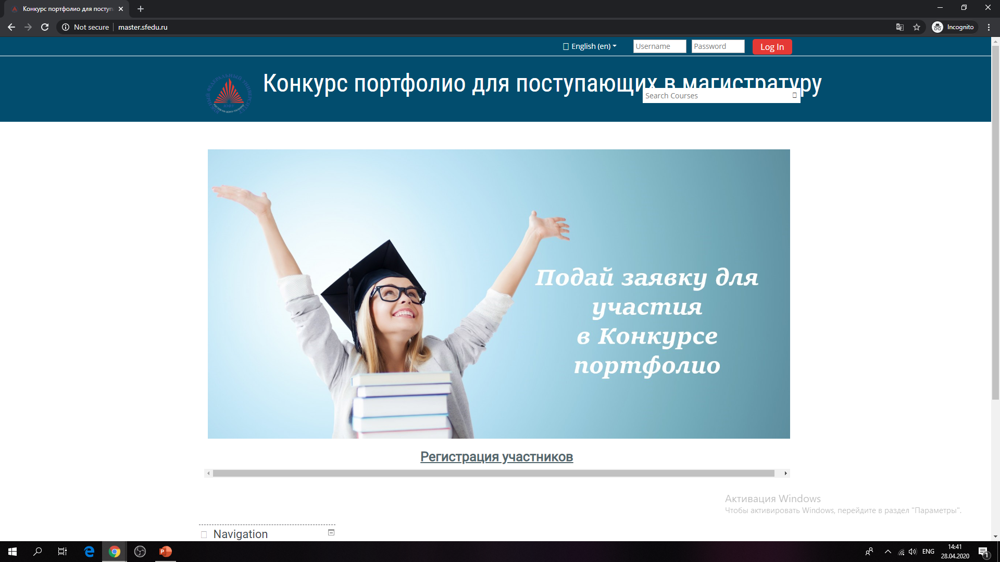 Конкурс портфолио для поступ
Not secure
master.sfedu.ru
Incognito
English (en)
Username
Password
Log In
Конкурс портфолио для поступающих в магистратуру
Search Courses
Подай заявку для
участия
в Конкурсе
портфолио
Регистрация участников
Активация Windows
Чтобы активировать Windows, перейдите в раздел "Параметры".
Navigation
ENG
14:41
28.04.2020
1